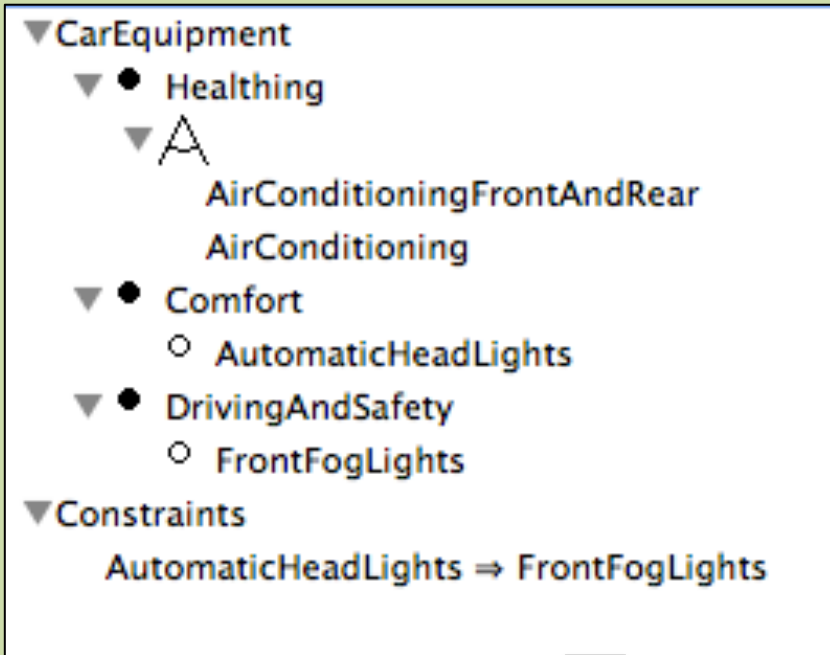 CarEquipment
Healthing
AirConditioningFrontAndRear
AirConditioning
Comfort
AutomaticHeadLights
DrivingAndSafety
FrontFogLights
Constraints
AutomaticHeadLights ⇒ FrontFogLights